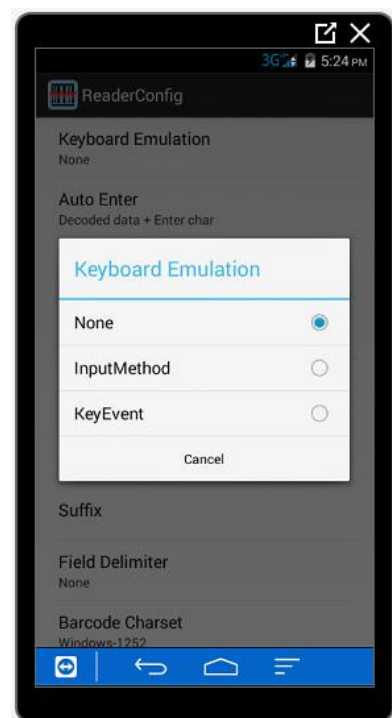 3G 5:24 PM
ReaderConfig
Keyboard Emulation
None
Auto Enter
Decoded data + Enter char
Keyboard Emulation
None
InputMethod
KeyEvent
Cancel
Suffix
Field Delimiter
None
Barcode Charset
Windows-1252